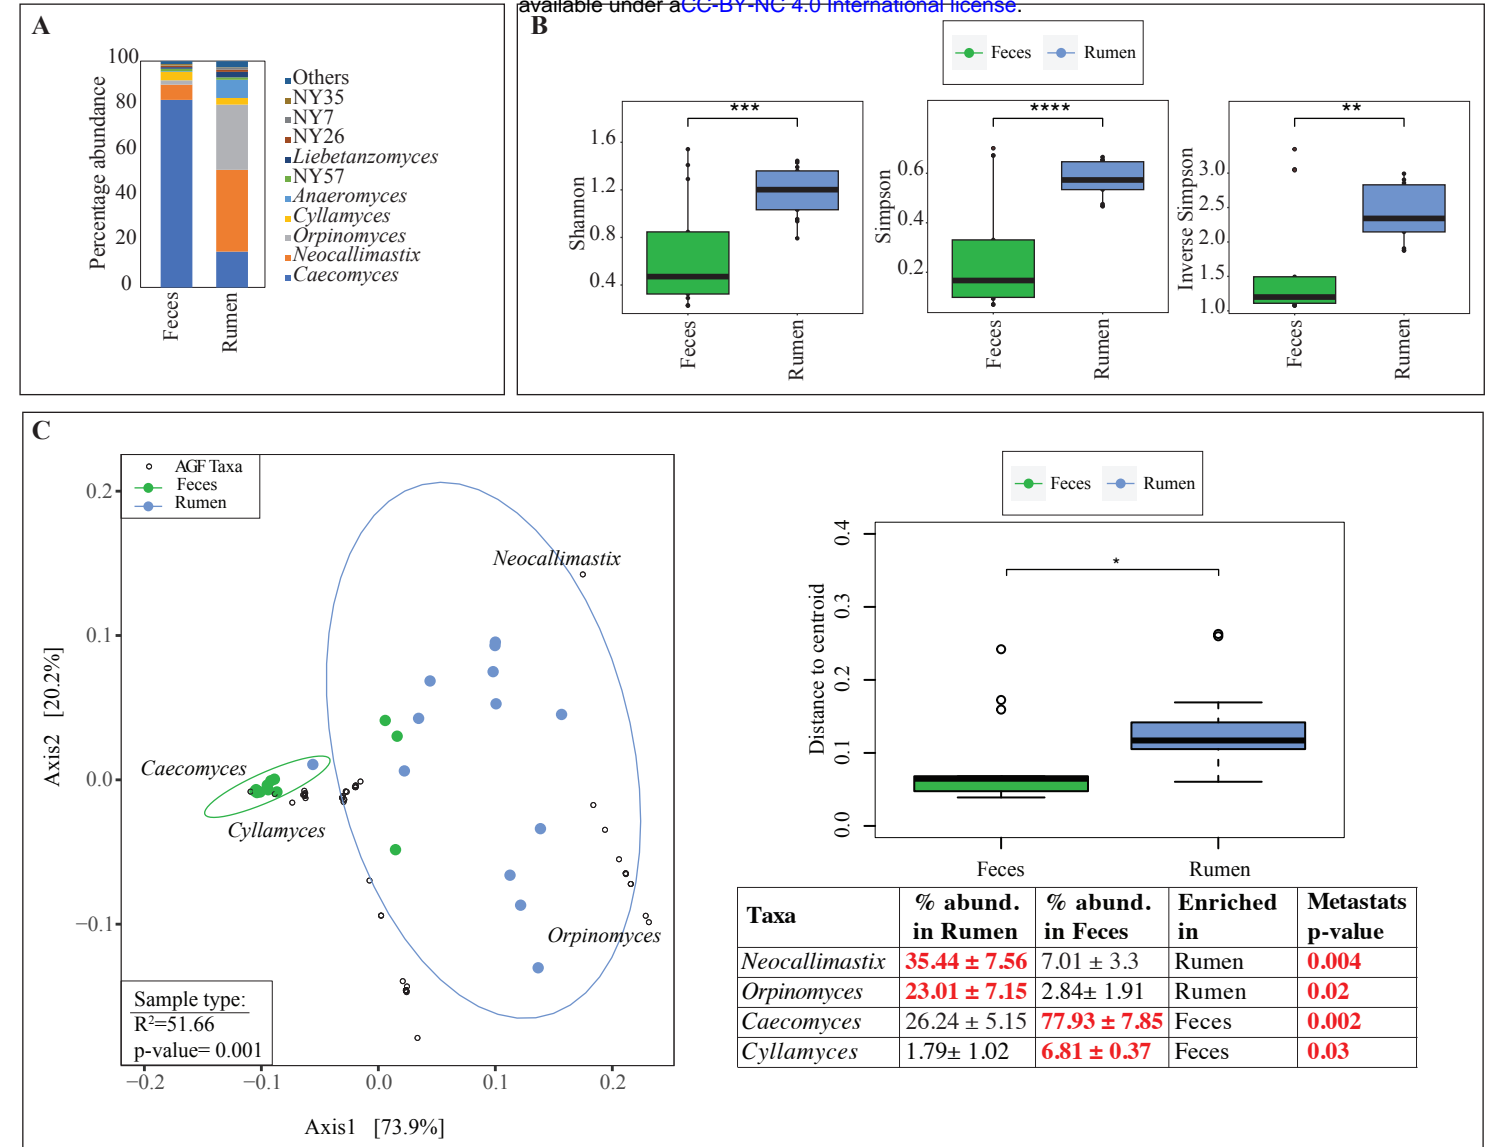 available under aCC-BY-NC 4.0 International license.
A
Percentage abundance
100
80
60
40
20
0
Feces
Rumen
Others
NY35
NY7
NY26
Liebetanzomyces
NY57
Anaeromyces
Cyllamyces
Orpinomyces
Neocallimastix
Caecomyces
B
Feces
Rumen
***
Shannon
1.6
1.2
0.8
0.4
Feces
Rumen
****
Simpson
0.6
0.4
0.2
Feces
Rumen
**
Inverse Simpson
3.0
2.5
2.0
1.5
1.0
Feces
Rumen
C
AGF Taxa
Feces
Rumen
Axis2 [20.2%]
0.2
0.1
0.0
−0.1
Neocallimastix
Caecomyces
Cyllamyces
Orpinomyces
Sample type:
R²=51.66
p-value= 0.001
−0.2
−0.1
0.0
0.1
0.2
Axis1 [73.9%]
Feces
Rumen
*
Distance to centroid
0.4
0.3
0.2
0.1
0.0
Feces
Rumen
Taxa
% abund. in Rumen
% abund. in Feces
Enriched in
Metastats p-value
Neocallimastix 35.44 ± 7.56 7.01 ± 3.3 Rumen 0.004
Orpinomyces 23.01 ± 7.15 2.84± 1.91 Rumen 0.02
Caecomyces 26.24 ± 5.15 77.93 ± 7.85 Feces 0.002
Cyllamyces 1.79± 1.02 6.81 ± 0.37 Feces 0.03